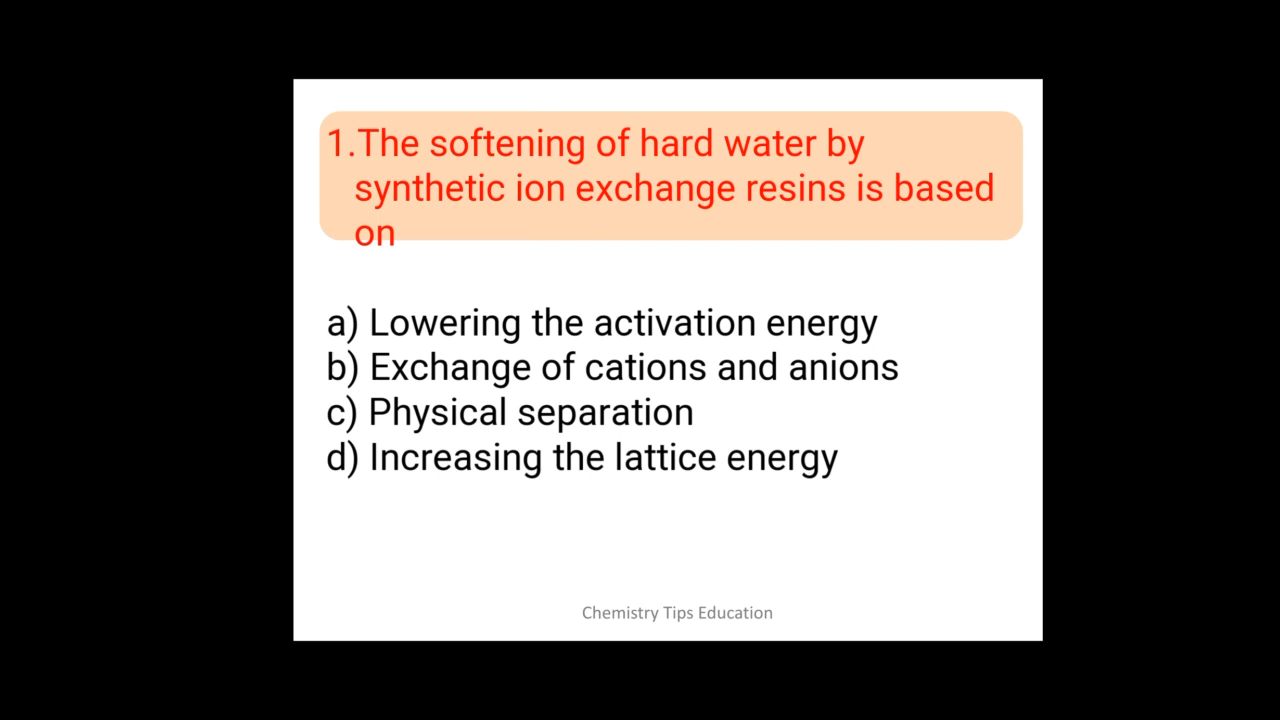 1.The softening of hard water by
synthetic ion exchange resins is based
on
a) Lowering the activation energy
b) Exchange of cations and anions
c) Physical separation
d) Increasing the lattice energy
Chemistry Tips Education